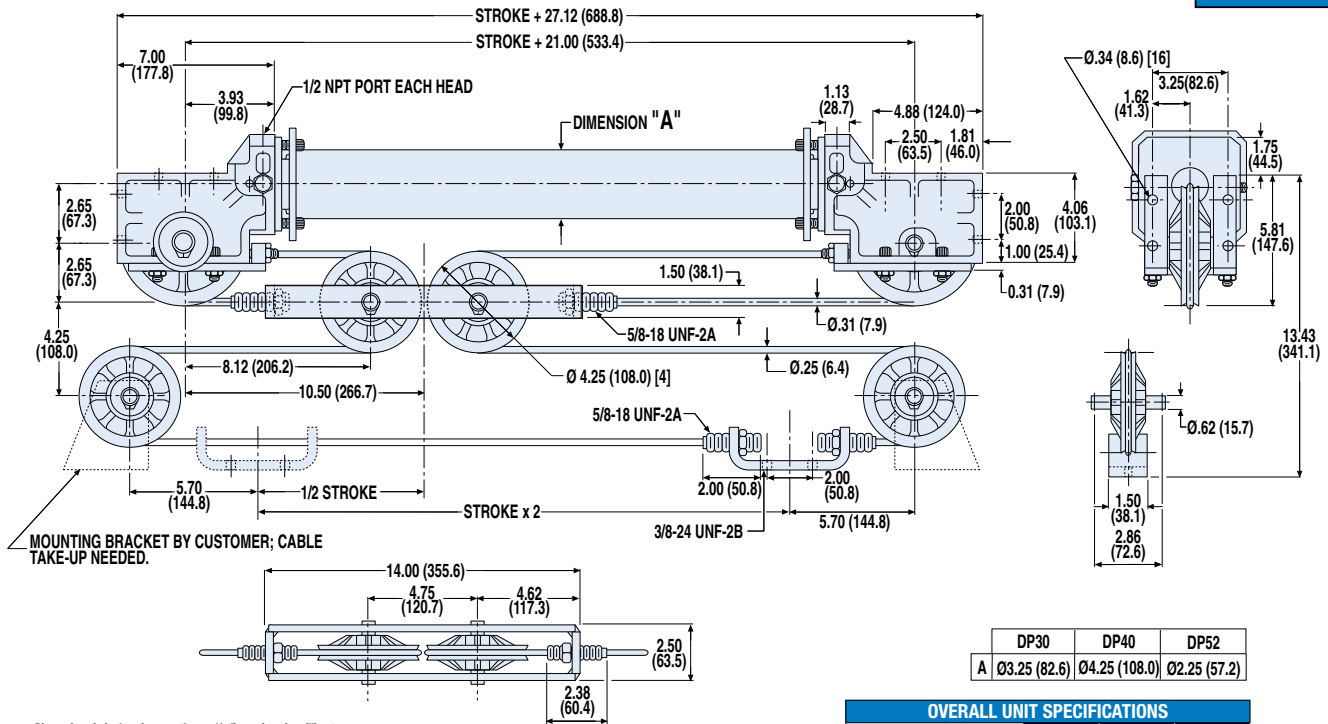 STROKE + 27.12 (688.8)
STROKE + 21.00 (533.4)
7.00
(177.8)
3.93
(99.8)
1/2 NPT PORT EACH HEAD
DIMENSION "A"
1.13
(28.7)
4.88 (124.0)
2.50
(63.5)
1.81
(46.0)
Ø.34 (8.6) [16]
3.25(82.6)
1.62
(41.3)
1.75
(44.5)
2.65
(67.3)
2.65
(67.3)
4.25
(108.0)
2.00
(50.8)
4.06
(103.1)
1.00 (25.4)
0.31 (7.9)
5.81
(147.6)
13.43
(341.1)
1.50 (38.1)
Ø.31 (7.9)
5/8-18 UNF-2A
8.12 (206.2)
Ø 4.25 (108.0) [4]
Ø.25 (6.4)
10.50 (266.7)
5/8-18 UNF-2A
Ø.62 (15.7)
2.00 (50.8)
2.00
(50.8)
5.70
(144.8)
1/2 STROKE
STROKE x 2
5.70 (144.8)
3/8-24 UNF-2B
1.50
(38.1)
2.86
(72.6)
MOUNTING BRACKET BY CUSTOMER; CABLE
TAKE-UP NEEDED.
14.00 (355.6)
4.75
(120.7)
4.62
(117.3)
2.50
(63.5)
2.38
(60.4)
DP30 DP40 DP52
A Ø3.25 (82.6) Ø4.25 (108.0) Ø2.25 (57.2)
OVERALL UNIT SPECIFICATIONS